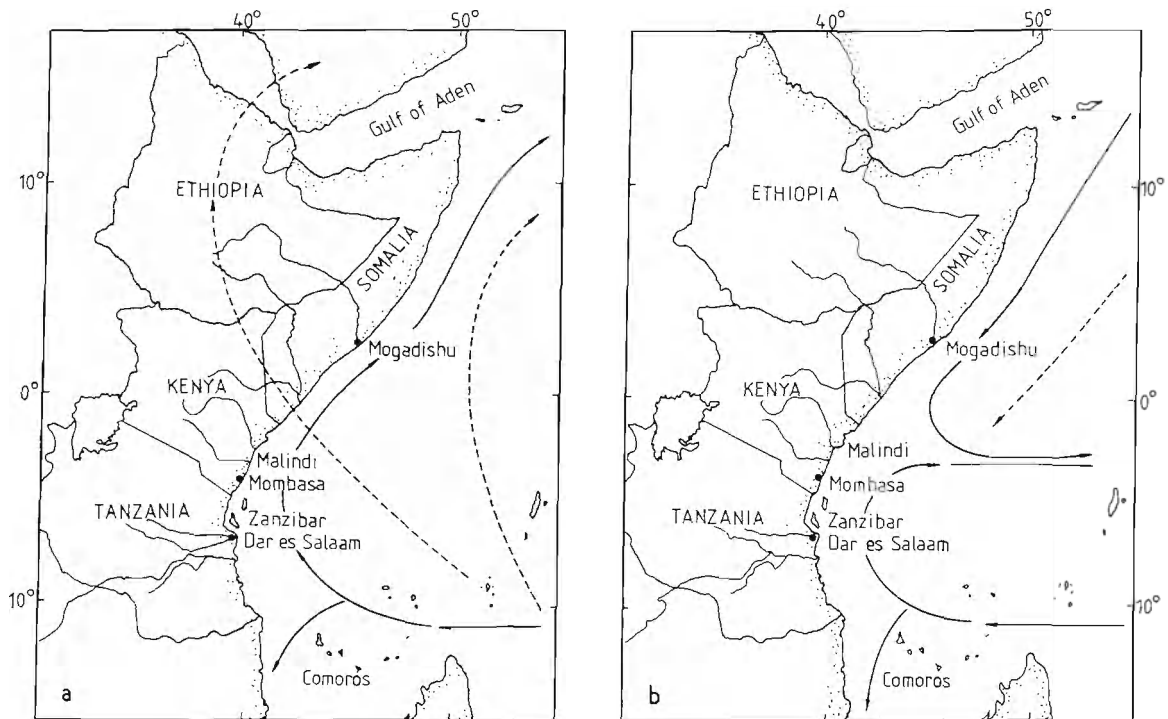 40°
50°
Gulf of Aden
10°
ETHIOPIA
SOMALIA
Mogadishu
0°
KENYA
Malindi
Mombasa
TANZANIA
Zanzibar
Dar es Salaam
10°
Comoros
a
40°
50°
Gulf of Aden
10°
ETHIOPIA
SOMALIA
Mogadishu
0°
KENYA
Malindi
Mombasa
TANZANIA
Zanzibar
Dar es Salaam
10°
Comoros
b